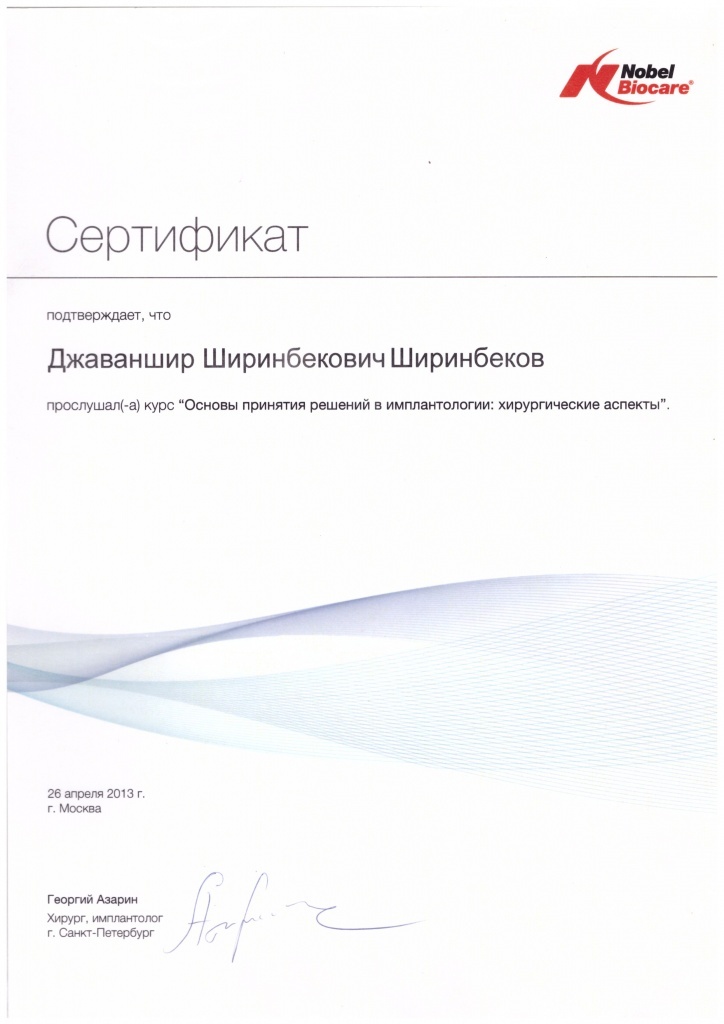 Nobel
Biocare®
Сертификат
подтверждает, что
Джаваншир Ширинбекович Ширинбеков
прослушал(-а) курс “Основы принятия решений в имплантологии: хирургические аспекты”.
26 апреля 2013 г.
г. Москва
Георгий Азарин
Хирург, имплантолог
г. Санкт-Петербург